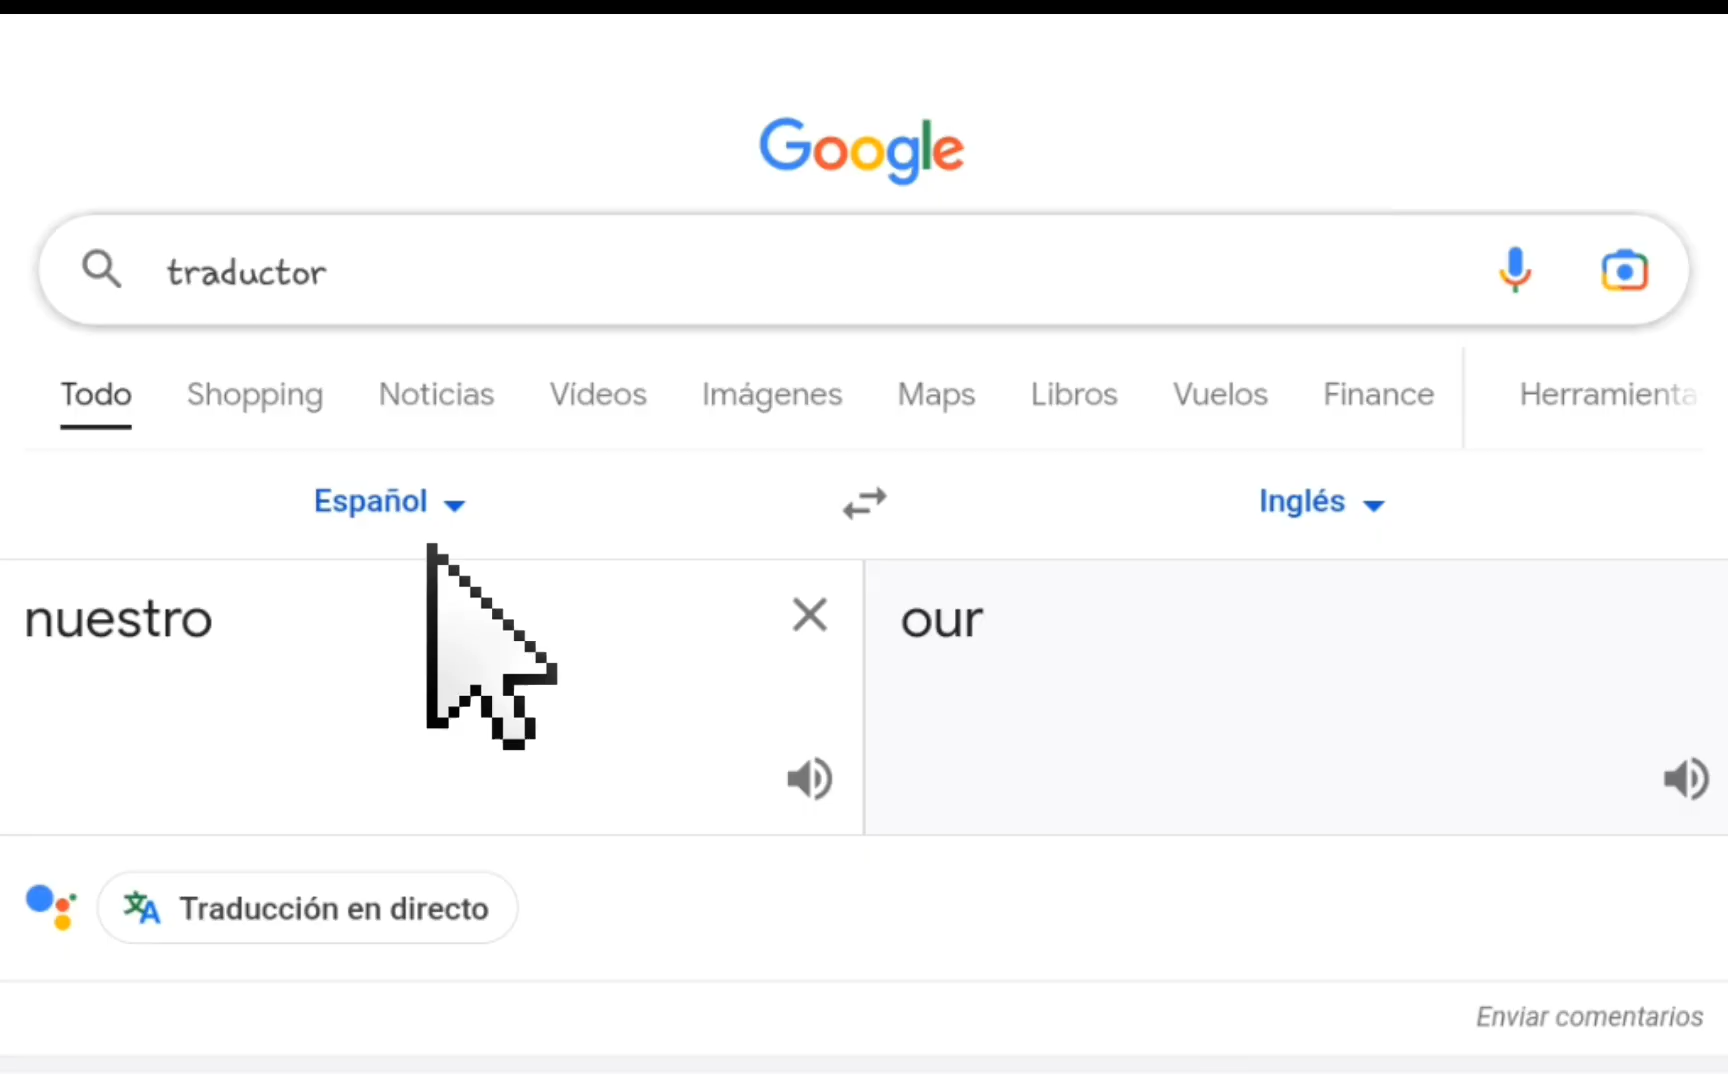 Google
traductor
Todo Shopping Noticias Vídeos Imágenes Maps Libros Vuelos Finance Herramienta
Español Inglés
nuestro our
Traducción en directo
Enviar comentarios